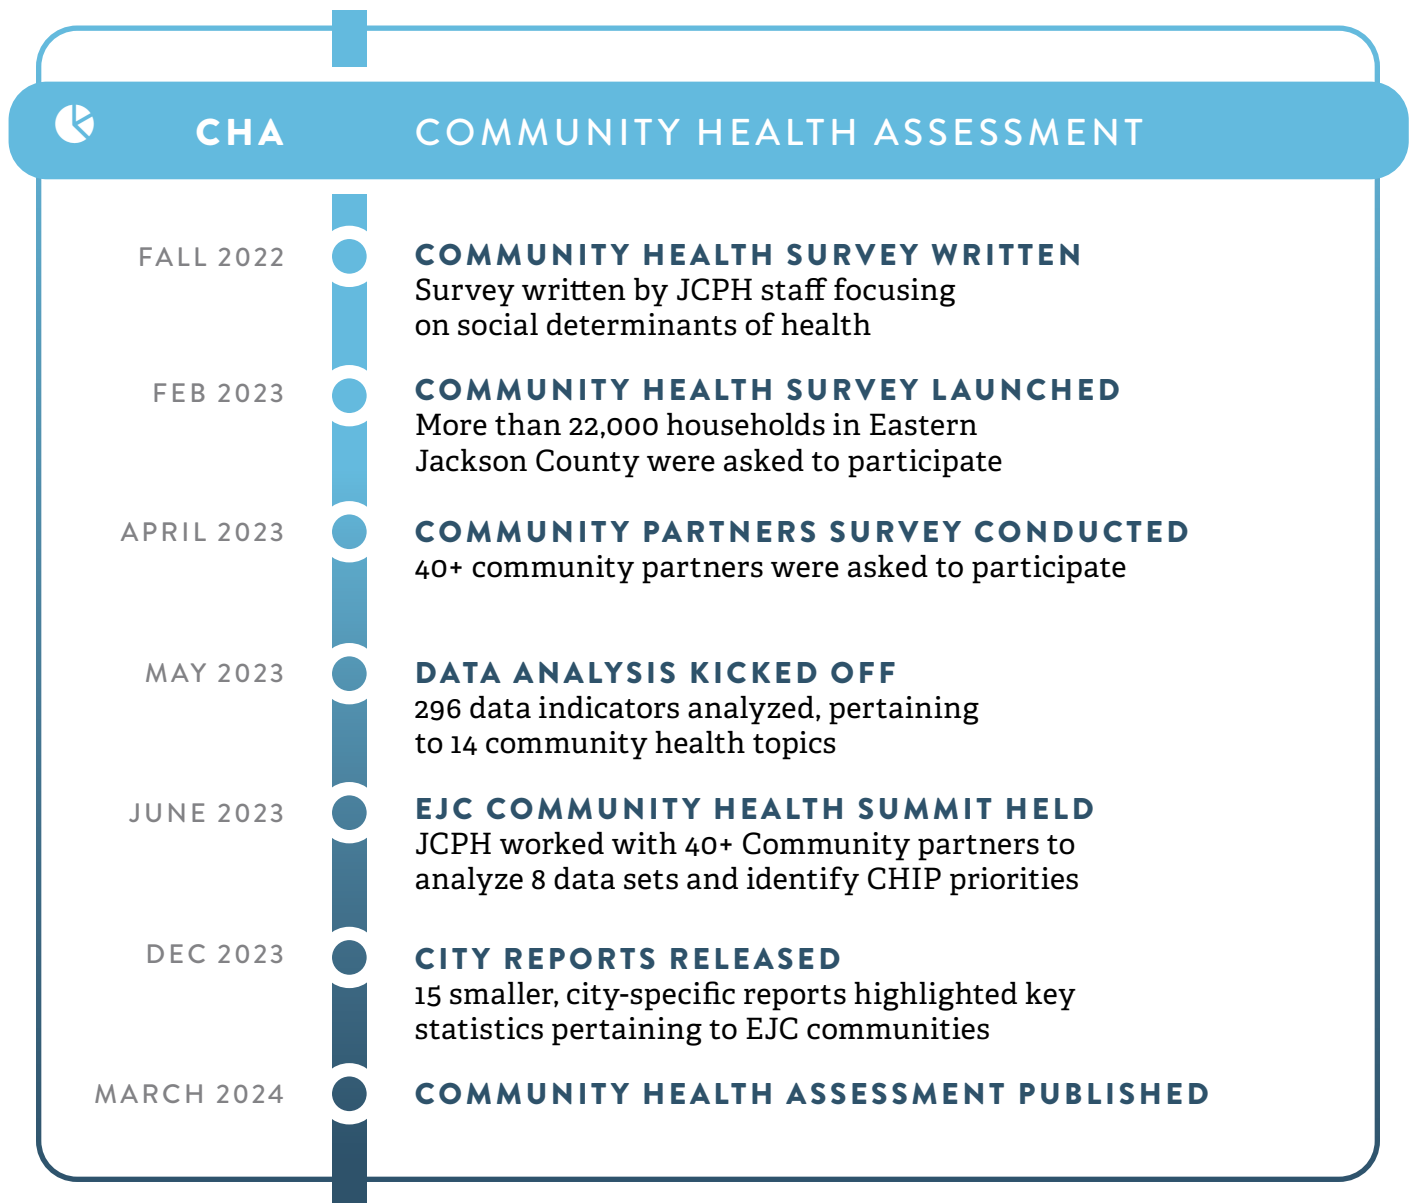 CHA COMMUNITY HEALTH ASSESSMENT
FALL 2022 COMMUNITY HEALTH SURVEY WRITTEN
Survey written by JCPH staff focusing
on social determinants of health
FEB 2023 COMMUNITY HEALTH SURVEY LAUNCHED
More than 22,000 households in Eastern
Jackson County were asked to participate
APRIL 2023 COMMUNITY PARTNERS SURVEY CONDUCTED
40+ community partners were asked to participate
MAY 2023 DATA ANALYSIS KICKED OFF
296 data indicators analyzed, pertaining
to 14 community health topics
JUNE 2023 EJC COMMUNITY HEALTH SUMMIT HELD
JCPH worked with 40+ Community partners to
analyze 8 data sets and identify CHIP priorities
DEC 2023 CITY REPORTS RELEASED
15 smaller, city-specific reports highlighted key
statistics pertaining to EJC communities
MARCH 2024 COMMUNITY HEALTH ASSESSMENT PUBLISHED